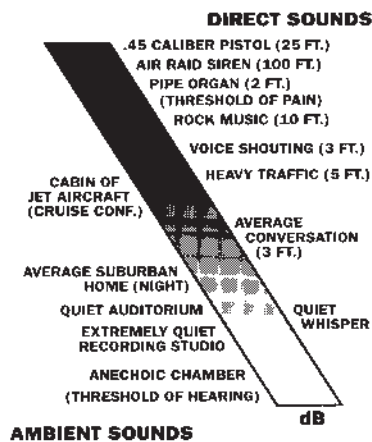 DIRECT SOUNDS
.45 CALIBER PISTOL (25 FT.)
AIR RAID SIREN (100 FT.)
PIPE ORGAN (2 FT.)
(THRESHOLD OF PAIN)
ROCK MUSIC (10 FT.)
VOICE SHOUTING (3 FT.)
HEAVY TRAFFIC (5 FT.)
CABIN OF
JET AIRCRAFT
(CRUISE CONF.)
AVERAGE
CONVERSATION
(3 FT.)
AVERAGE SUBURBAN
HOME (NIGHT)
QUIET AUDITORIUM
QUIET
WHISPER
EXTREMELY QUIET
RECORDING STUDIO
ANECHOIC CHAMBER
(THRESHOLD OF HEARING)
dB
AMBIENT SOUNDS